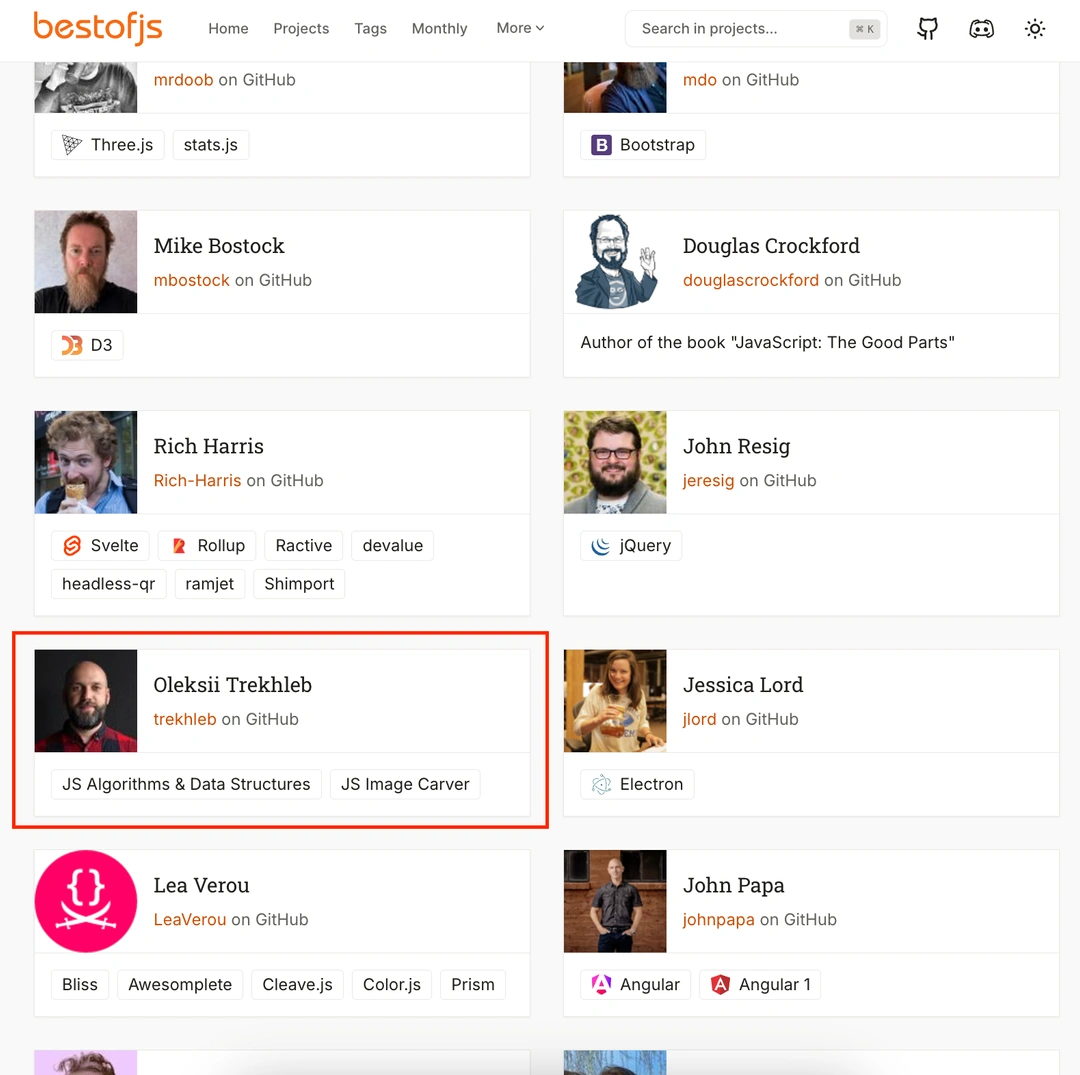 bestofjs Home Projects Tags Monthly More Search in projects... ⌘ K
mrdoob on GitHub
Three.js stats.js
mdo on GitHub
B Bootstrap
Mike Bostock
mbostock on GitHub
D3
Douglas Crockford
douglascrockford on GitHub
Author of the book "JavaScript: The Good Parts"
Rich Harris
Rich-Harris on GitHub
Svelte Rollup Ractive devalue
headless-qr ramjet Shimport
John Resig
jeresig on GitHub
jQuery
Oleksii Trekhleb
trekhleb on GitHub
JS Algorithms & Data Structures JS Image Carver
Jessica Lord
jlord on GitHub
Electron
Lea Verou
LeaVerou on GitHub
Bliss Awesomplete Cleave.js Color.js Prism
John Papa
johnpapa on GitHub
Angular Angular 1